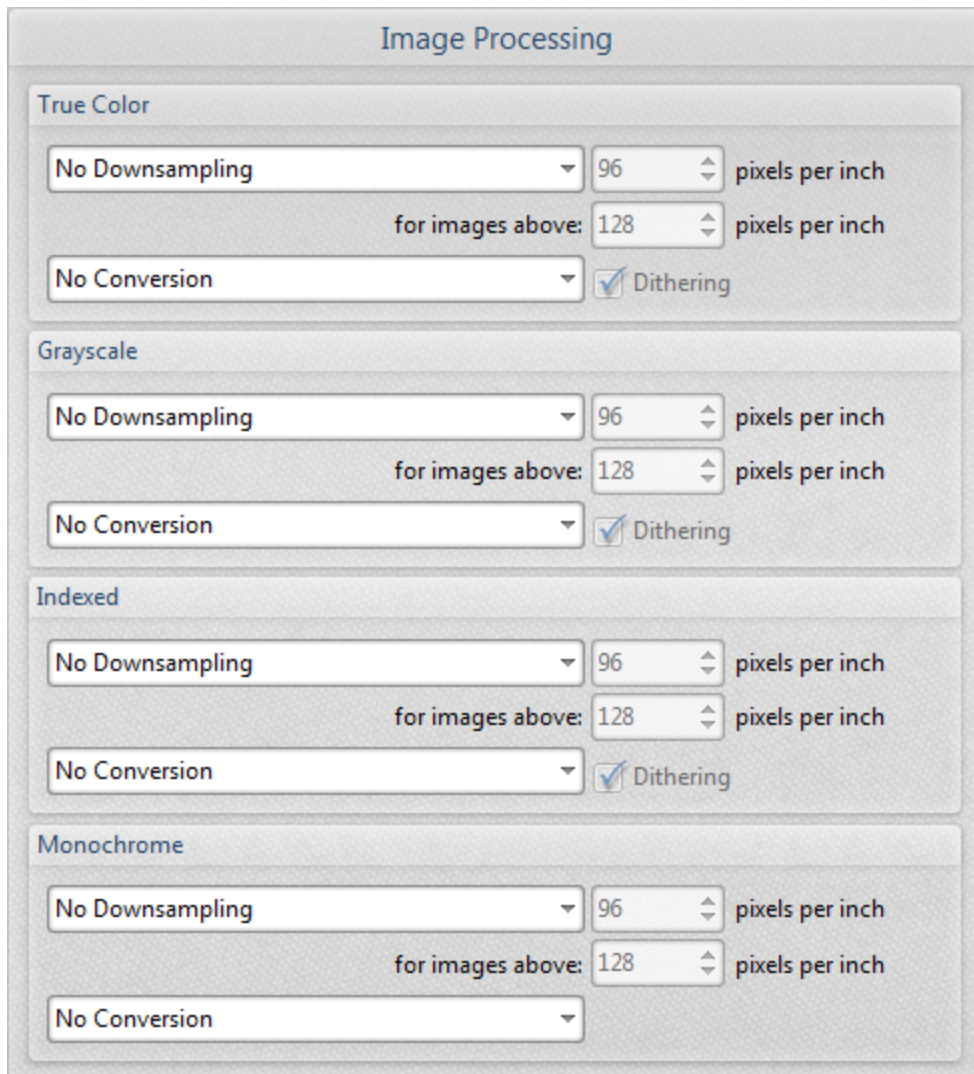 Image Processing
True Color
No Downsampling 96 pixels per inch
for images above: 128 pixels per inch
No Conversion Dithering
Grayscale
No Downsampling 96 pixels per inch
for images above: 128 pixels per inch
No Conversion Dithering
Indexed
No Downsampling 96 pixels per inch
for images above: 128 pixels per inch
No Conversion Dithering
Monochrome
No Downsampling 96 pixels per inch
for images above: 128 pixels per inch
No Conversion